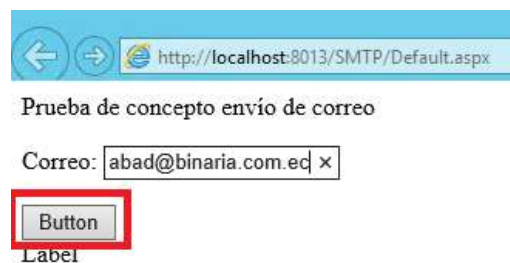 http://localhost:8013/SMTP/Default.aspx
Prueba de concepto envío de correo
Correo: abad@binaria.com.ec ×
Button
Label